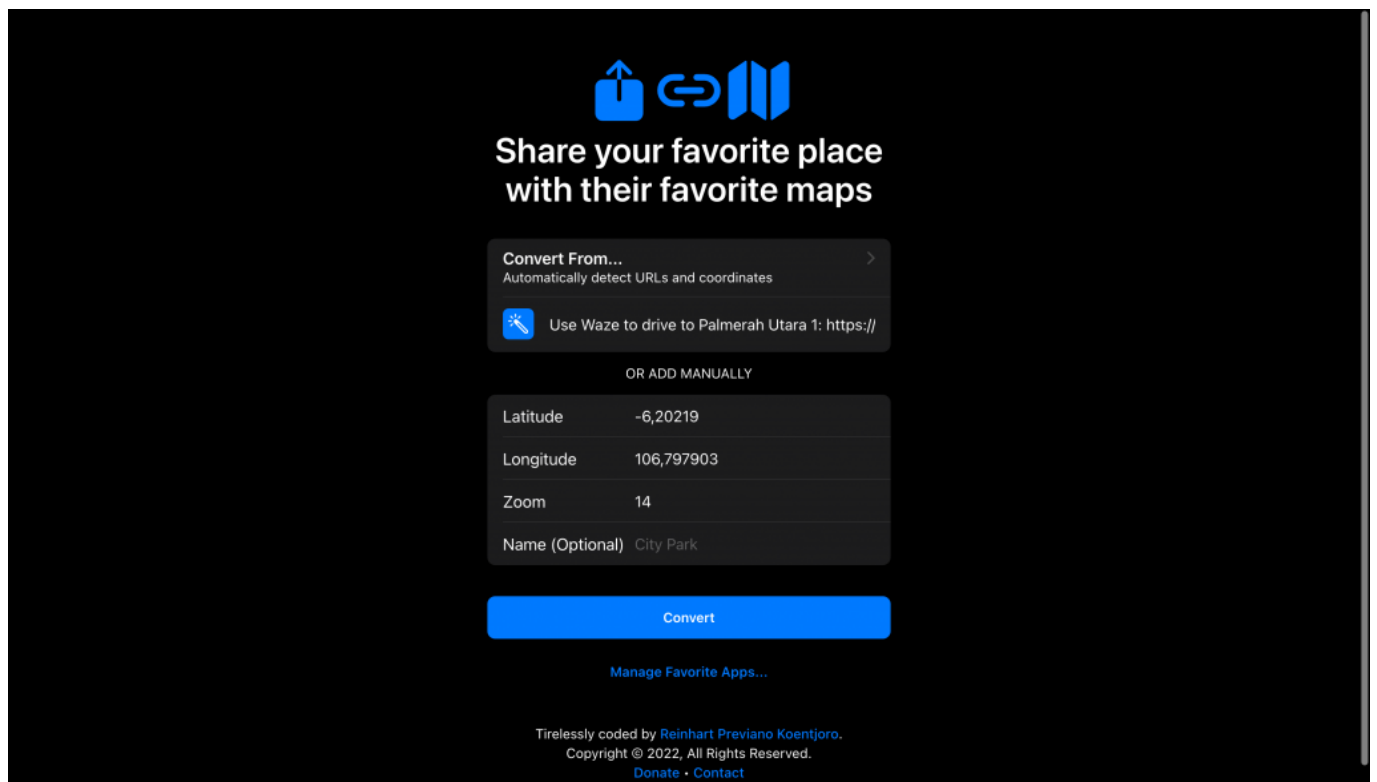 Share your favorite place
with their favorite maps
Convert From...
Automatically detect URLs and coordinates
Use Waze to drive to Palmerah Utara 1: https://
OR ADD MANUALLY
Latitude -6,20219
Longitude 106,797903
Zoom 14
Name (Optional) City Park
Convert
Manage Favorite Apps...
Tirelessly coded by Reinhart Previano Koentjoro.
Copyright © 2022, All Rights Reserved.
Donate • Contact